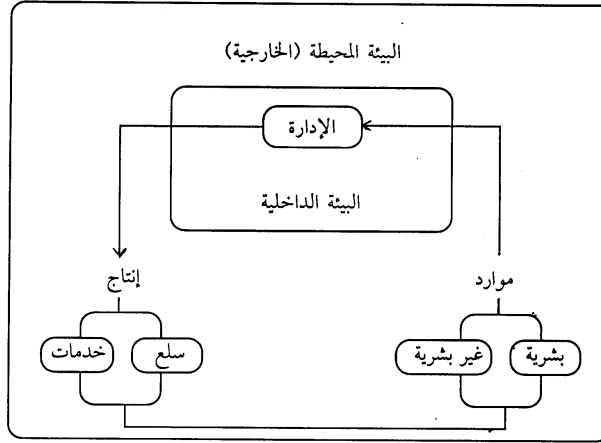 البيئة المحيطة (الخارجية)
الإدارة
البيئة الداخلية
موارد
إنتاج
بشرية
غير بشرية
سلع
خدمات